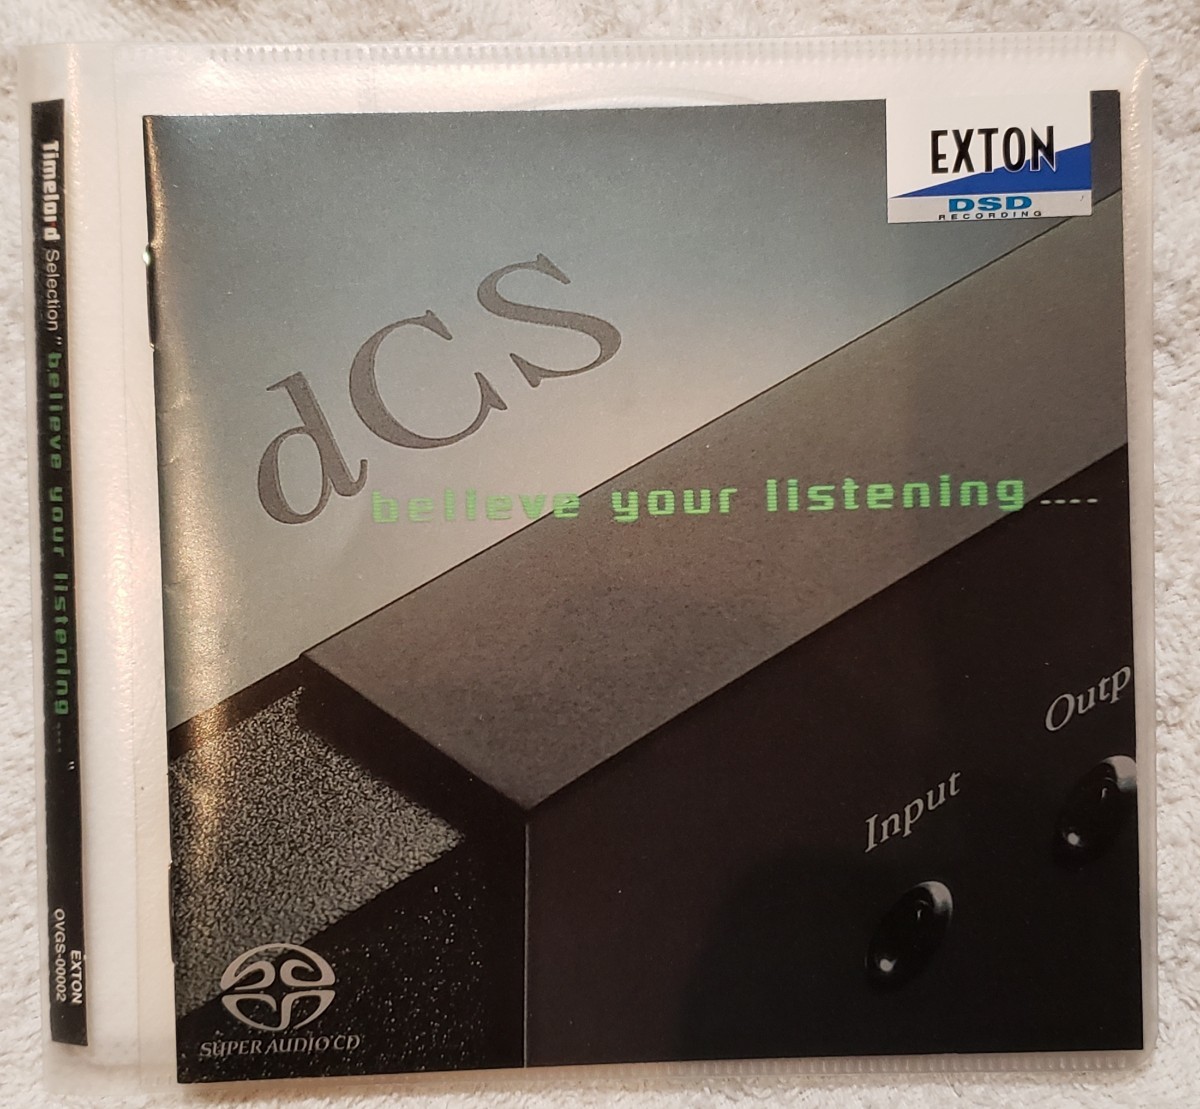 Timelord Selection "believe your listening...."
EXTON
OVGS-00002
EXTON
DSD
RECORDING
dCS
believe your listening....
Outp
Input
SUPER AUDIO CD